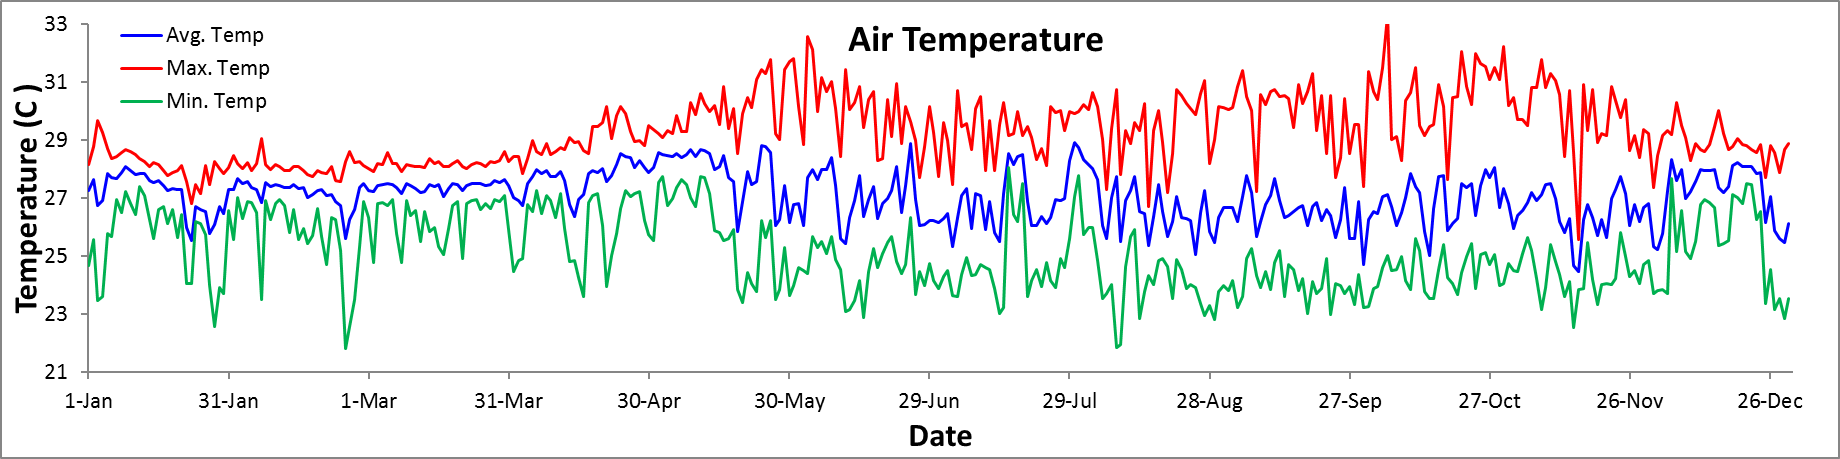 Air Temperature
Avg. Temp
Max. Temp
Min. Temp
Temperature (C )
33
31
29
27
25
23
21
1-Jan 31-Jan 1-Mar 31-Mar 30-Apr 30-May 29-Jun 29-Jul 28-Aug 27-Sep 27-Oct 26-Nov 26-Dec
Date